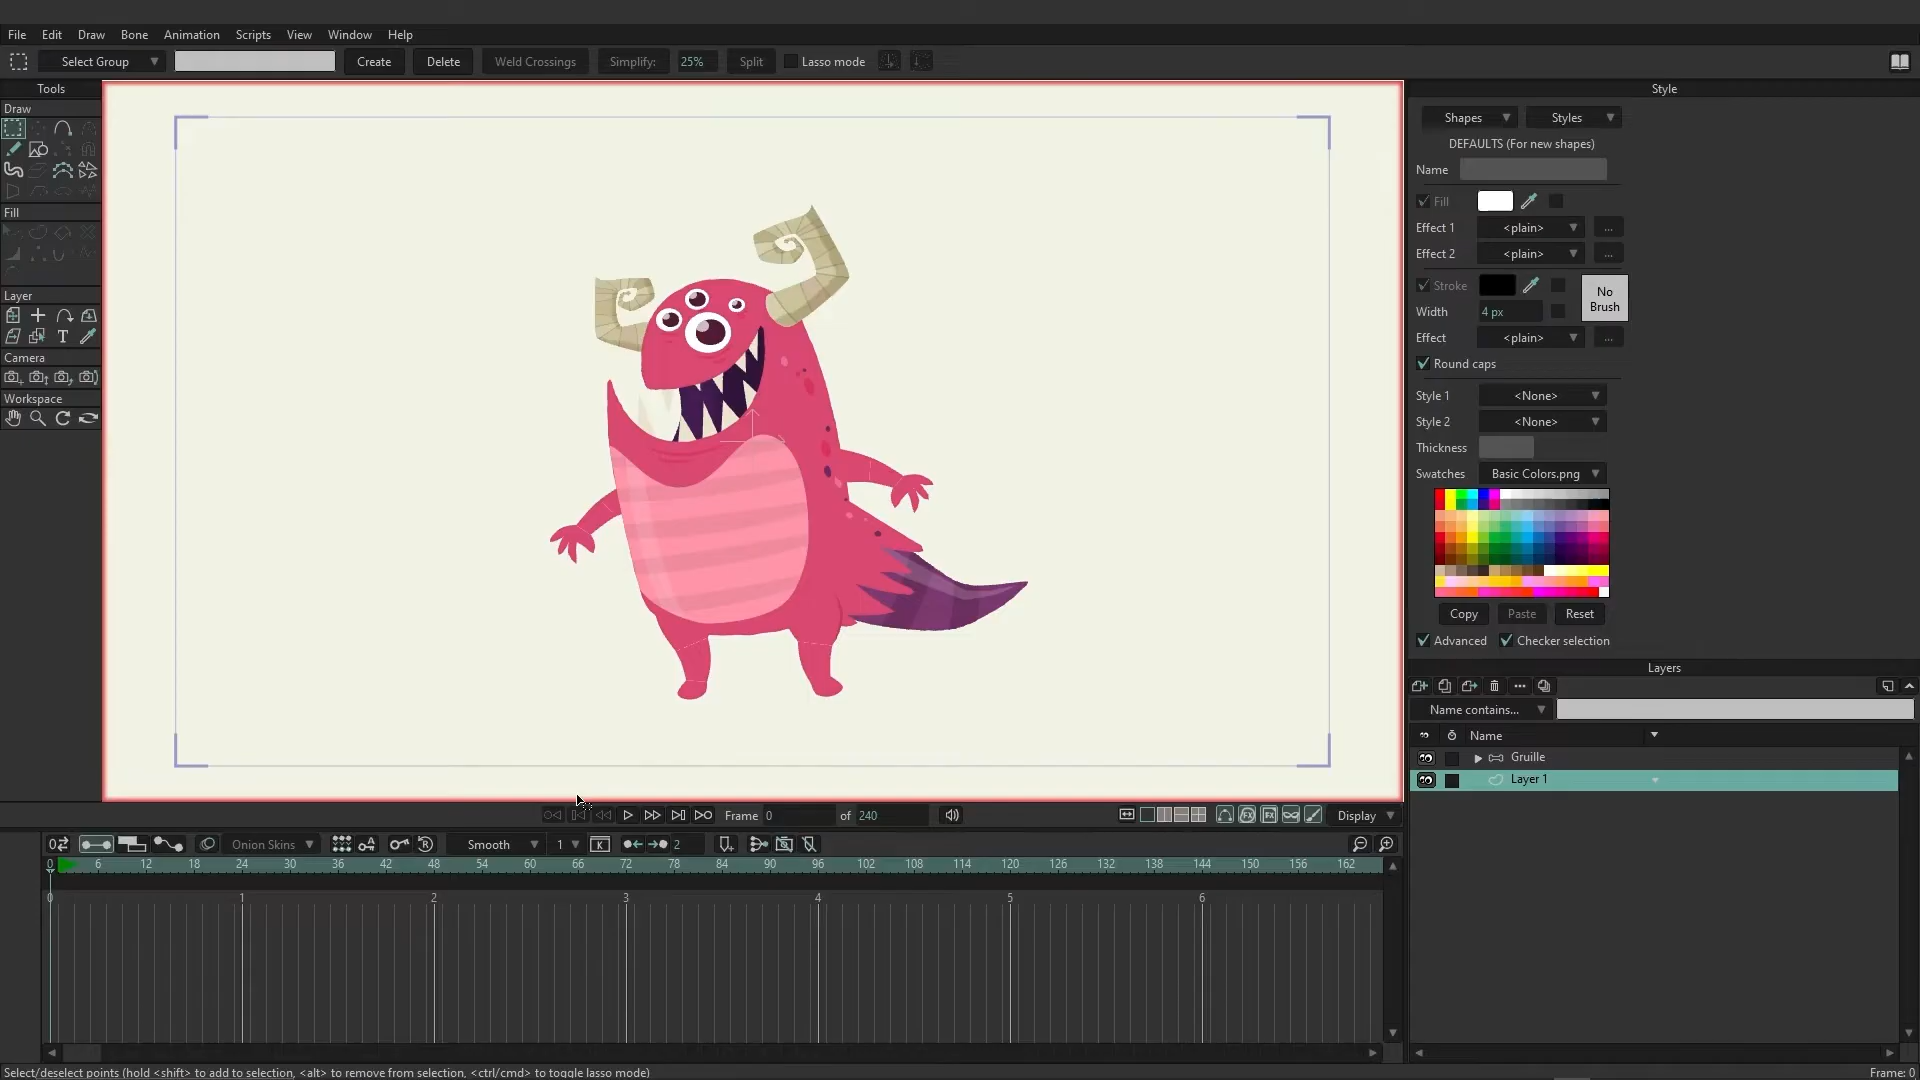 File Edit Draw Bone Animation Scripts View Window Help
Select Group Create Delete Weld Crossings Simplify: 25% Split Lasso mode
Tools
Draw
Fill
Layer
Camera
Workspace
Style
Shapes Styles
DEFAULTS (For new shapes)
Name
Fill
Effect 1 <plain> ...
Effect 2 <plain> ...
Stroke
No Brush
Width 4 px
Effect <plain> ...
Round caps
Style 1 <None>
Style 2 <None>
Thickness
Swatches Basic Colors.png
Copy Paste Reset
Advanced Checker selection
Layers
Name contains...
Name
Gruille
Layer 1
Frame 0 of 240 Display
Onion Skins Smooth 1 K 2
0 6 12 18 24 30 36 42 48 54 60 66 72 78 84 90 96 102 108 114 120 126 132 138 144 150 156 162
0 1 2 3 4 5 6
Select/deselect points (hold <shift> to add to selection, <alt> to remove from selection, <ctrl/cmd> to toggle lasso mode) Frame: 0